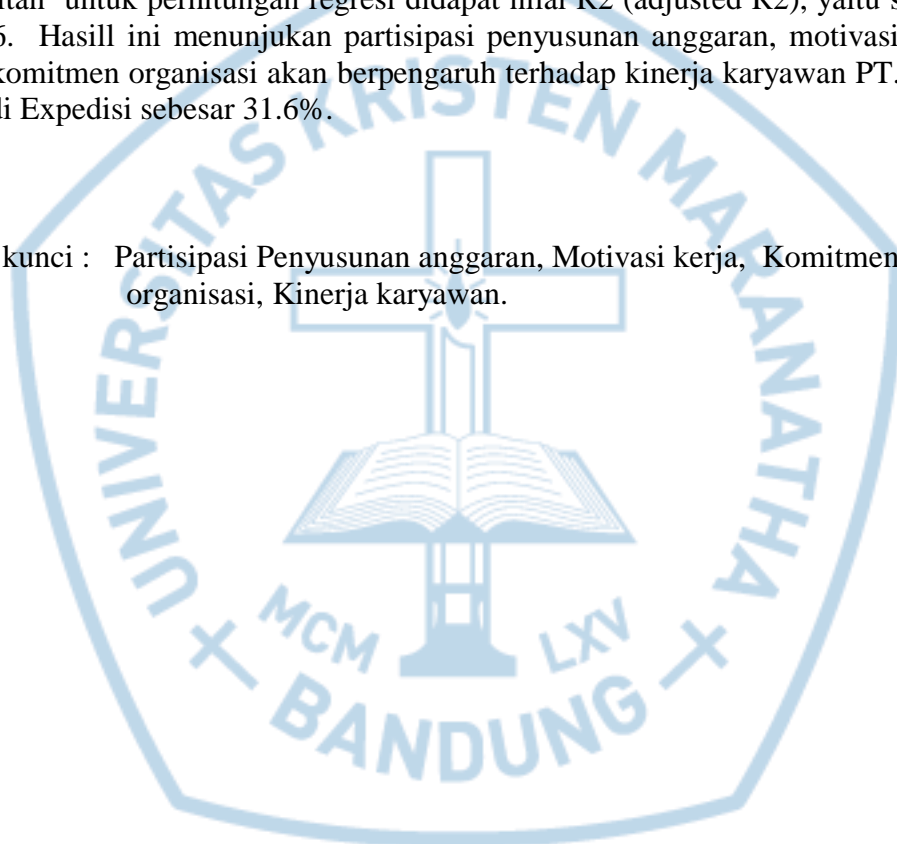 untuk perhitungan regresi didapat nilai R2 (adjusted R2), yaitu s
6. Hasill ini menunjukan partisipasi penyusunan anggaran, motivasi
komitmen organisasi akan berpengaruh terhadap kinerja karyawan PT.
di Expedisi sebesar 31.6%.
kunci : Partisipasi Penyusunan anggaran, Motivasi kerja, Komitmen
organisasi, Kinerja karyawan.
UNIVERSITAS KRISTEN MARANATHA
MCM LXV
BANDUNG